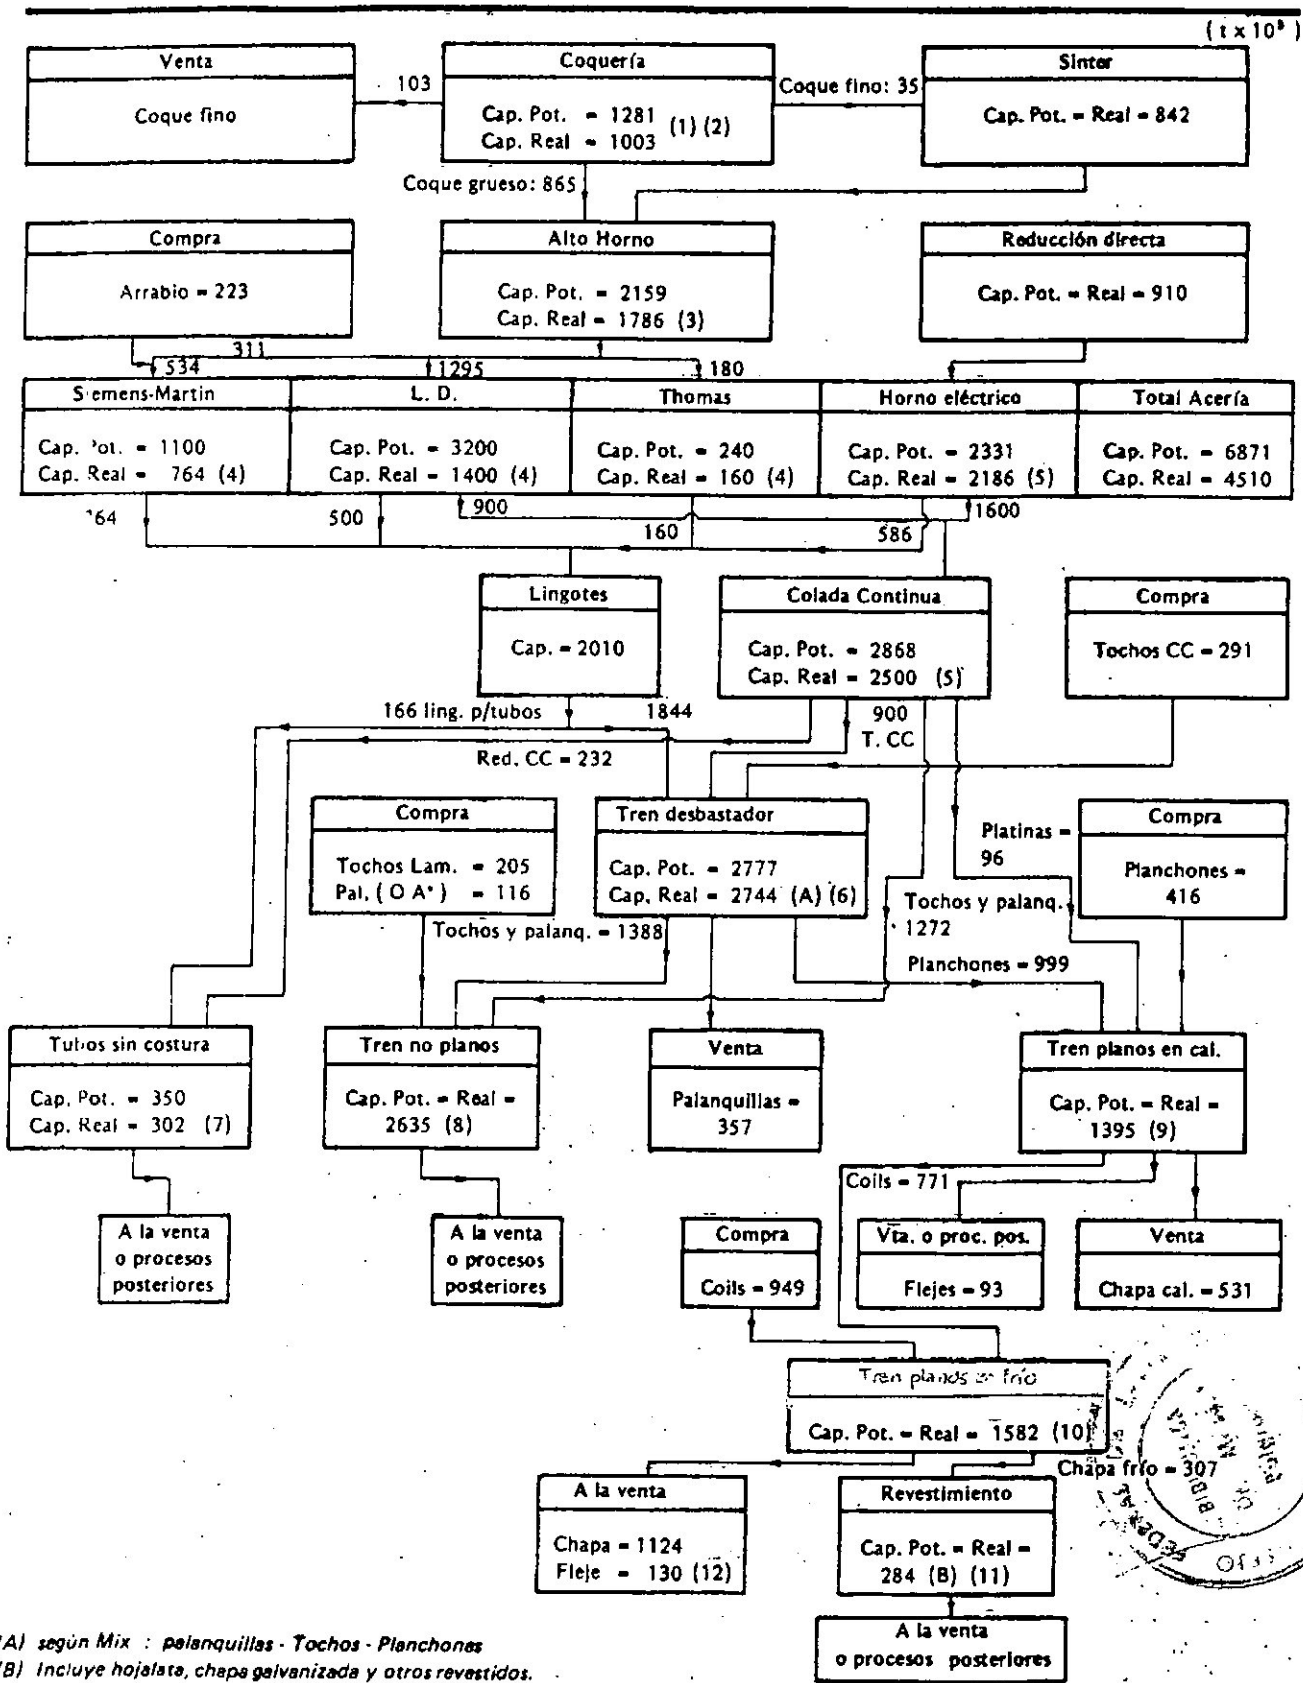 ( t x 10³ )
Venta
Coque fino
103
Coquería
Cap. Pot. = 1281
Cap. Real = 1003 (1) (2)
Coque fino: 35
Sinter
Cap. Pot. = Real = 842
Coque grueso: 865
Compra
Arrabio = 223
Alto Horno
Cap. Pot. = 2159
Cap. Real = 1786 (3)
Reducción directa
Cap. Pot. = Real = 910
311
534
1295
180
Siemens-Martin
Cap. Pot. = 1100
Cap. Real = 764 (4)
L. D.
Cap. Pot. = 3200
Cap. Real = 1400 (4)
Thomas
Cap. Pot. = 240
Cap. Real = 160 (4)
Horno eléctrico
Cap. Pot. = 2331
Cap. Real = 2186 (5)
Total Acería
Cap. Pot. = 6871
Cap. Real = 4510
764
500
900
160
586
1600
Lingotes
Cap. = 2010
Colada Continua
Cap. Pot. = 2868
Cap. Real = 2500 (5)
Compra
Tochos CC = 291
166 ling. p/tubos
1844
900
T. CC
Red. CC = 232
Compra
Tochos Lam. = 205
Pal. ( O A* ) = 116
Tren desbastador
Cap. Pot. = 2777
Cap. Real = 2744 (A) (6)
Platinas =
96
Compra
Planchones =
416
Tochos y palanq. = 1388
Tochos y palanq.
1272
Planchones = 999
Tubos sin costura
Cap. Pot. = 350
Cap. Real = 302 (7)
Tren no planos
Cap. Pot. = Real =
2635 (8)
Venta
Palanquillas =
357
Tren planos en cal.
Cap. Pot. = Real =
1395 (9)
Coils = 771
A la venta
o procesos
posteriores
A la venta
o procesos
posteriores
Compra
Coils = 949
Vta. o proc. pos.
Flejes = 93
Venta
Chapa cal. = 531
Tren planos en frío
Cap. Pot. = Real = 1582 (10)
Chapa frío = 307
A la venta
Chapa = 1124
Fleje = 130 (12)
Revestimiento
Cap. Pot. = Real =
284 (B) (11)
A la venta
o procesos posteriores
(A) según Mix : palanquillas - Tochos - Planchones
(B) Incluye hojalata, chapa galvanizada y otros revestidos.
BIBLIOTECA